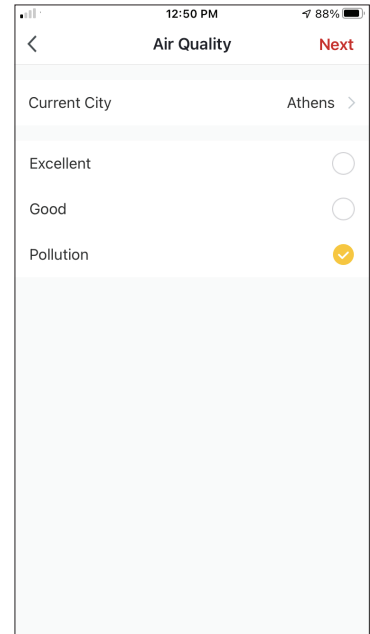 12:50 PM 88%
Air Quality Next
Current City Athens
Excellent
Good
Pollution